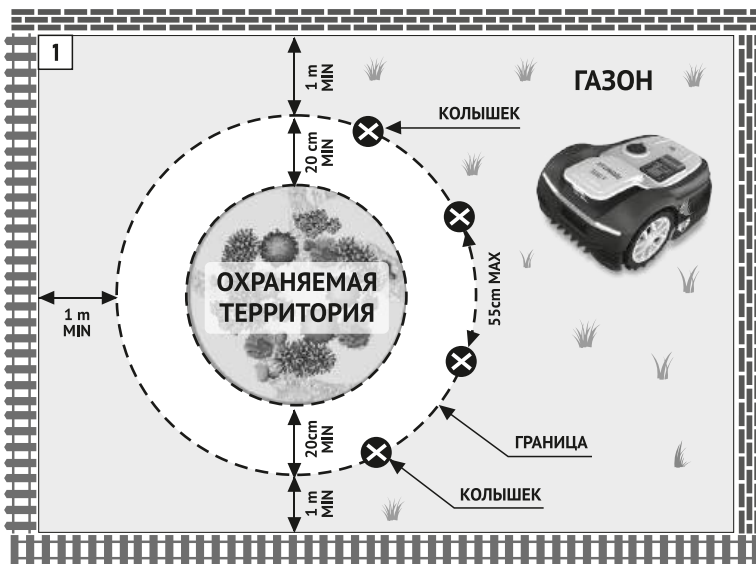 1
1 m
MIN
ГАЗОН
КОЛЫШЕК
20 cm
MIN
ОХРАНЯЕМАЯ
ТЕРРИТОРИЯ
55cm MAX
1 m
MIN
20cm
MIN
ГРАНИЦА
КОЛЫШЕК
1 m
MIN